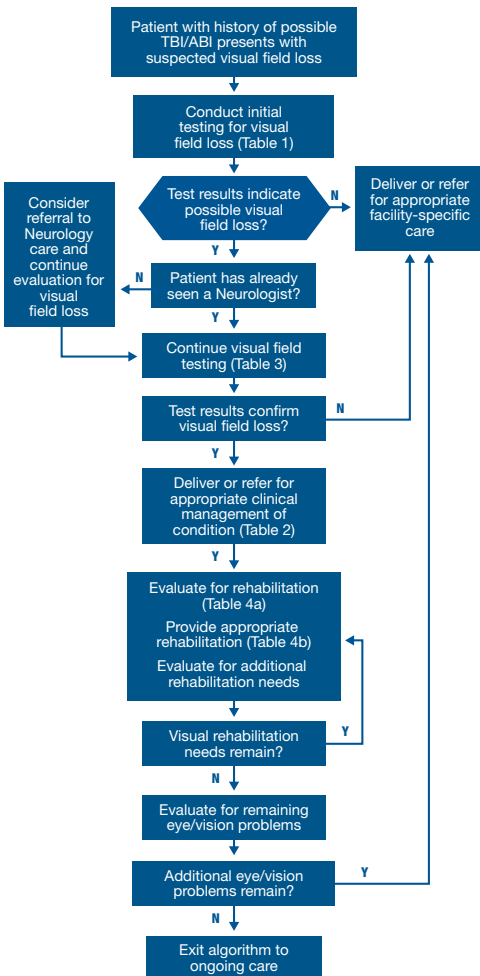 Patient with history of possible
TBI/ABI presents with
suspected visual field loss
Conduct initial
testing for visual
field loss (Table 1)
Test results indicate
possible visual
field loss?
N
Deliver or refer
for appropriate
facility-specific
care
Y
Consider
referral to
Neurology
care and
continue
evaluation for
visual
field loss
N
Patient has already
seen a Neurologist?
Y
Continue visual field
testing (Table 3)
Test results confirm
visual field loss?
N
Y
Deliver or refer for
appropriate clinical
management of
condition (Table 2)
Y
Evaluate for rehabilitation
(Table 4a)
Provide appropriate
rehabilitation (Table 4b)
Evaluate for additional
rehabilitation needs
Visual rehabilitation
needs remain?
Y
N
Evaluate for remaining
eye/vision problems
Additional eye/vision
problems remain?
Y
N
Exit algorithm to
ongoing care